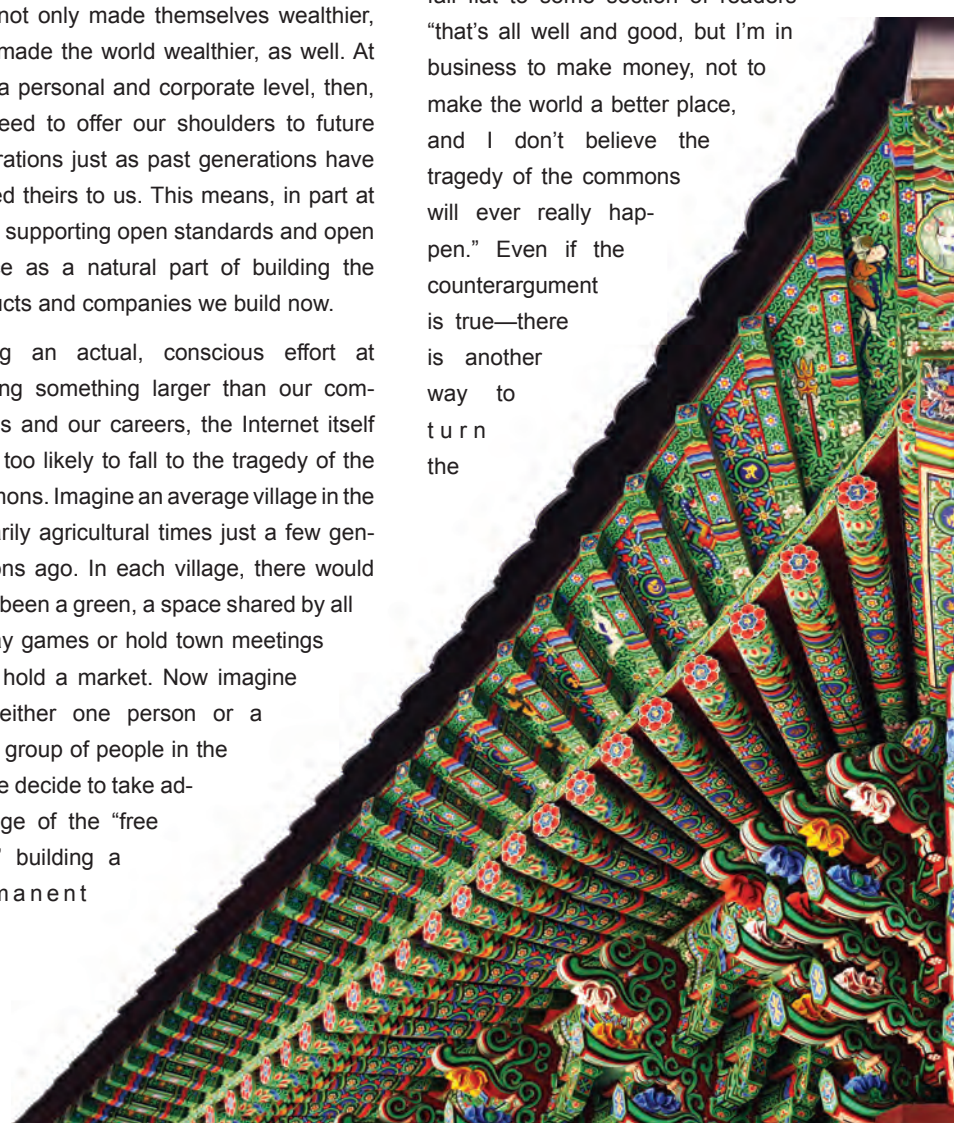 not only made themselves wealthier,
made the world wealthier, as well. At
a personal and corporate level, then,
eed to offer our shoulders to future
rations just as past generations have
ed theirs to us. This means, in part at
supporting open standards and open
ce as a natural part of building the
ucts and companies we build now.
g an actual, conscious effort at
ng something larger than our com-
s and our careers, the Internet itself
too likely to fall to the tragedy of the
mons. Imagine an average village in the
arily agricultural times just a few gen-
ons ago. In each village, there would
been a green, a space shared by all
ay games or hold town meetings
hold a market. Now imagine
either one person or a
group of people in the
e decide to take ad-
ge of the “free
” building a
manent
fall flat to some section of readers
“that’s all well and good, but I’m in
business to make money, not to
make the world a better place,
and I don’t believe the
tragedy of the commons
will ever really hap-
pen.” Even if the
counterargument
is true—there
is another
way to
turn
the